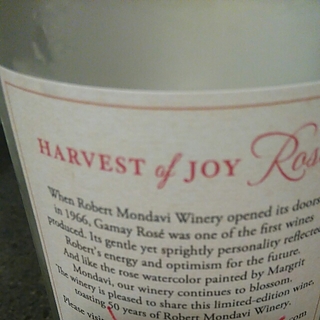 HARVEST of JOY Ros
When Robert Mondavi Winery opened its doors
in 1966, Gamay Rosé was one of the first wines
produced. Its gentle yet sprightly personality reflected
Robert's energy and optimism for the future.
And like the rose watercolor painted by Margrit
Mondavi, our winery continues to blossom.
The winery is pleased to share this limited-edition wine,
toasting 50 years of Robert Mondavi Winery.
Please visit
.com